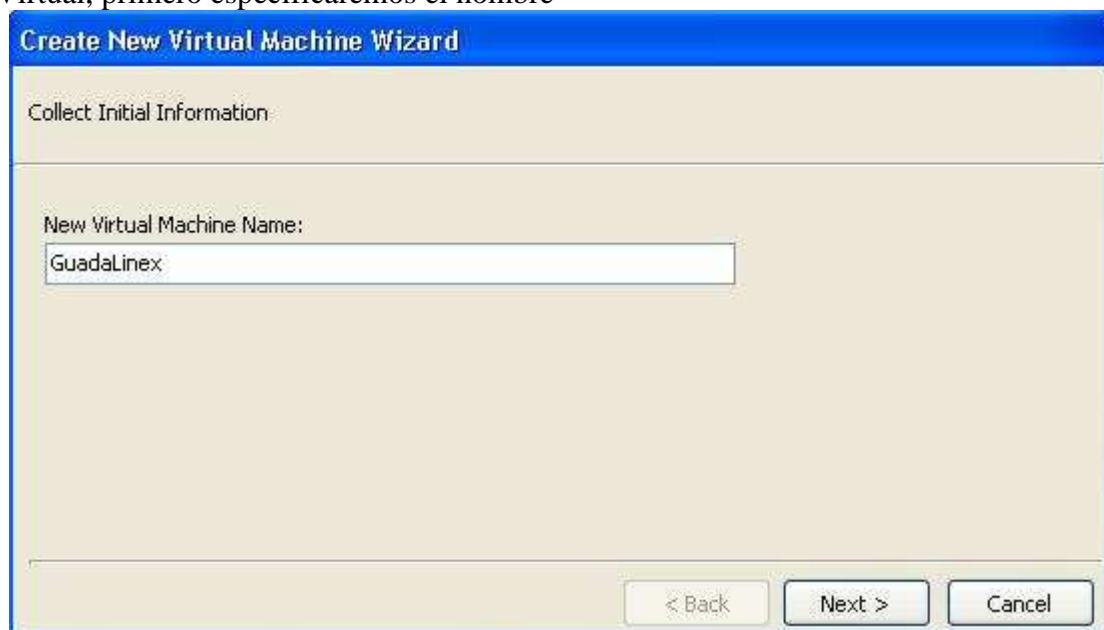 Virtual, primero especificaremos el nombre
Create New Virtual Machine Wizard
Collect Initial Information
New Virtual Machine Name:
GuadaLinex
< Back Next > Cancel